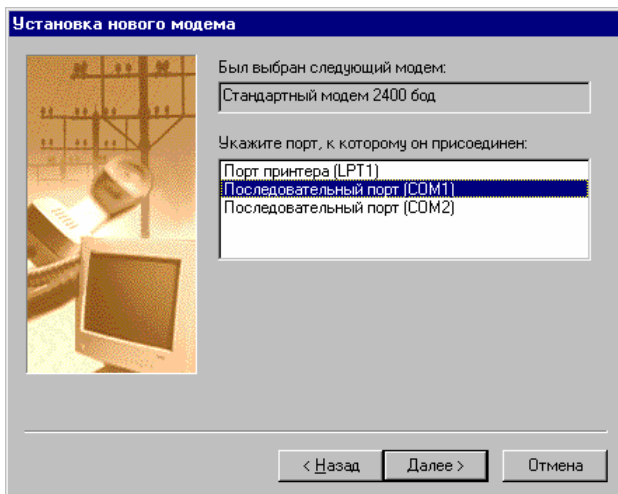 Установка нового модема
Был выбран следующий модем:
Стандартный модем 2400 бод
Укажите порт, к которому он присоединен:
Порт принтера (LPT1)
Последовательный порт (COM1)
Последовательный порт (COM2)
< Назад
Далее >
Отмена